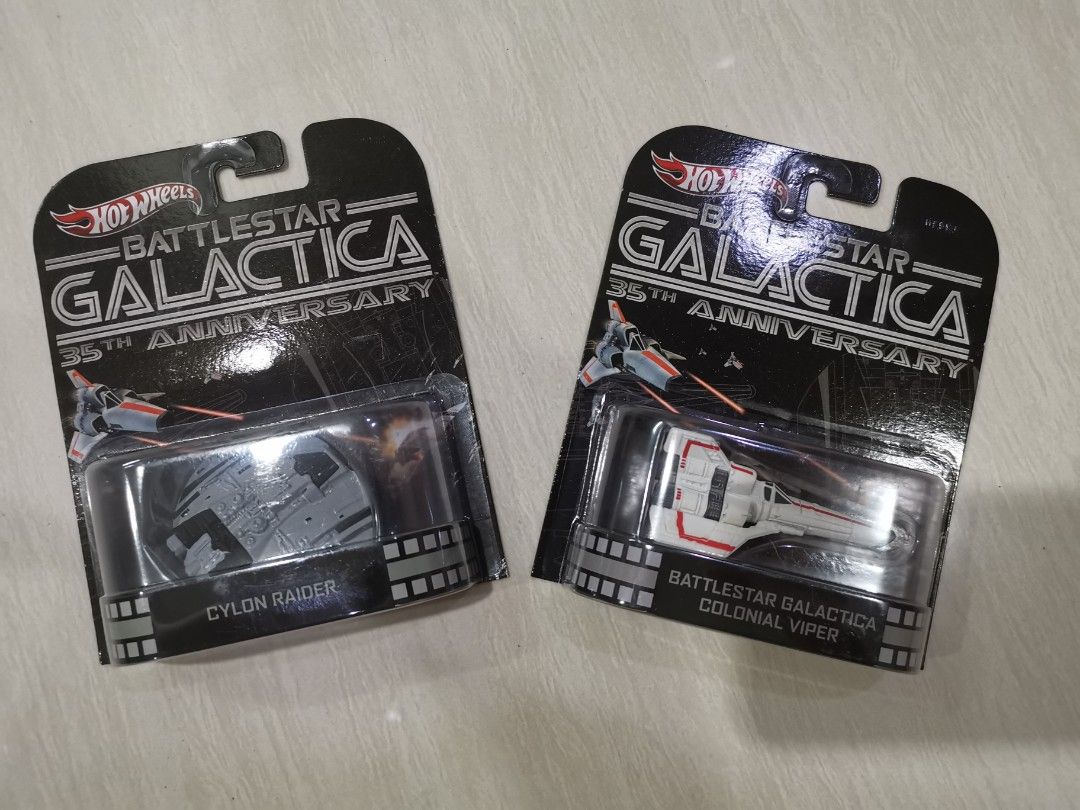 HOT WHEELS
BATTLESTAR
GALACTICA
35TH ANNIVERSARY
CYLON RAIDER
HOT WHEELS
BATTLESTAR
GALACTICA
35TH ANNIVERSARY
BATTLESTAR GALACTICA
COLONIAL VIPER